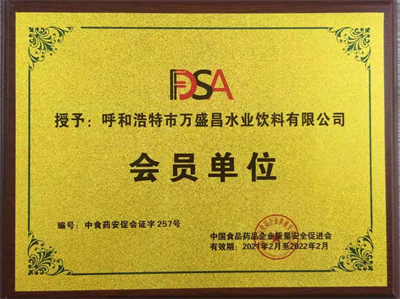 FDSA
授予：呼和浩特市万盛昌水业饮料有限公司
会员单位
编号：中食药安促会证字257号
中国食品药品企业质量安全促进会
有效期：2021年2月至2022年2月